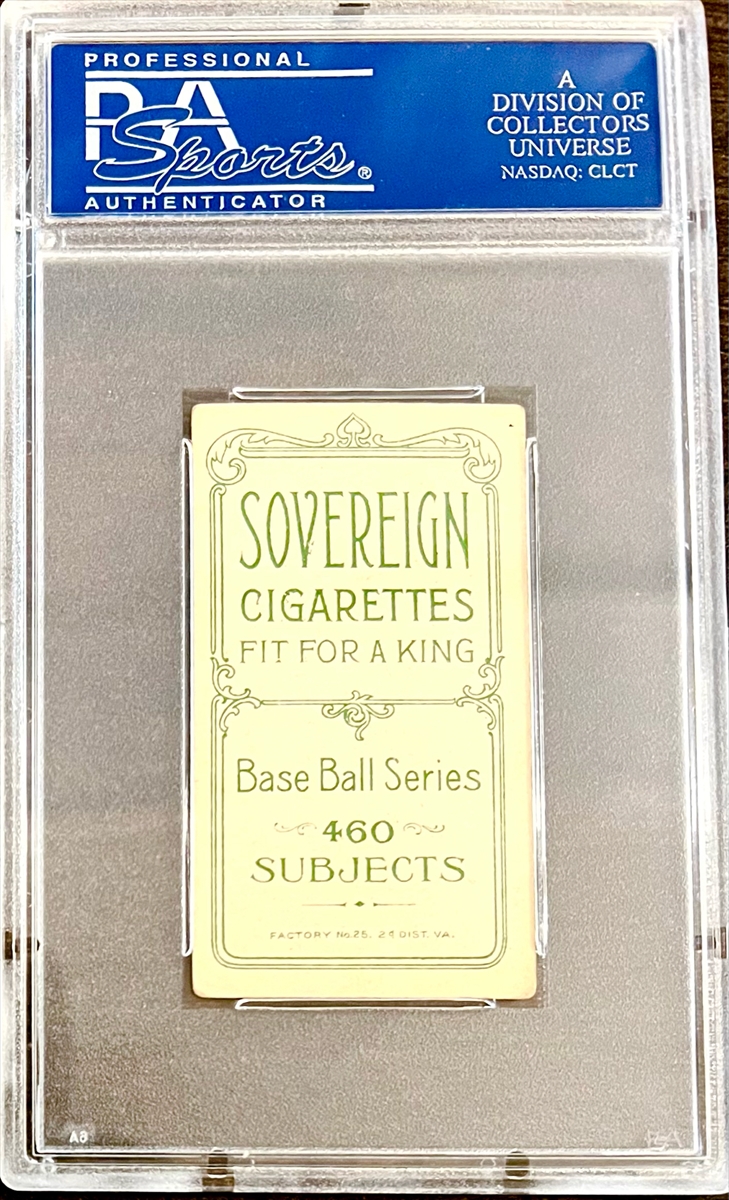 PROFESSIONAL
PSA
Sports®
AUTHENTICATOR
A
DIVISION OF
COLLECTORS
UNIVERSE
NASDAQ: CLCT
SOVEREIGN
CIGARETTES
FIT FOR A KING
Base Ball Series
460
SUBJECTS
FACTORY No. 25, 2d DIST. VA.
A8
PSA